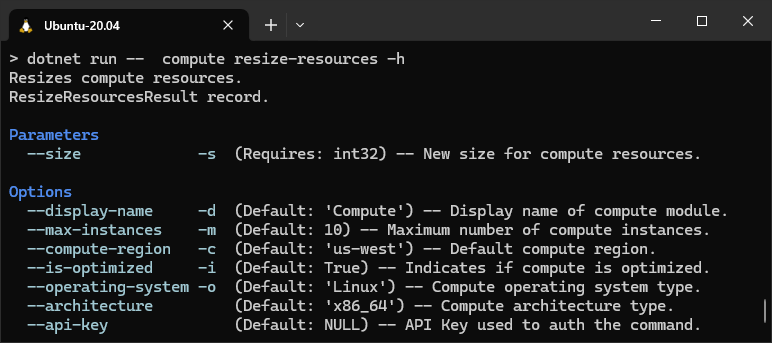 Ubuntu-20.04
> dotnet run --  compute resize-resources -h
Resizes compute resources.
ResizeResourcesResult record.
Parameters
--size -s (Requires: int32) -- New size for compute resources.
Options
--display-name -d (Default: 'Compute') -- Display name of compute module.
--max-instances -m (Default: 10) -- Maximum number of compute instances.
--compute-region -c (Default: 'us-west') -- Default compute region.
--is-optimized -i (Default: True) -- Indicates if compute is optimized.
--operating-system -o (Default: 'Linux') -- Compute operating system type.
--architecture (Default: 'x86_64') -- Compute architecture type.
--api-key (Default: NULL) -- API Key used to auth the command.